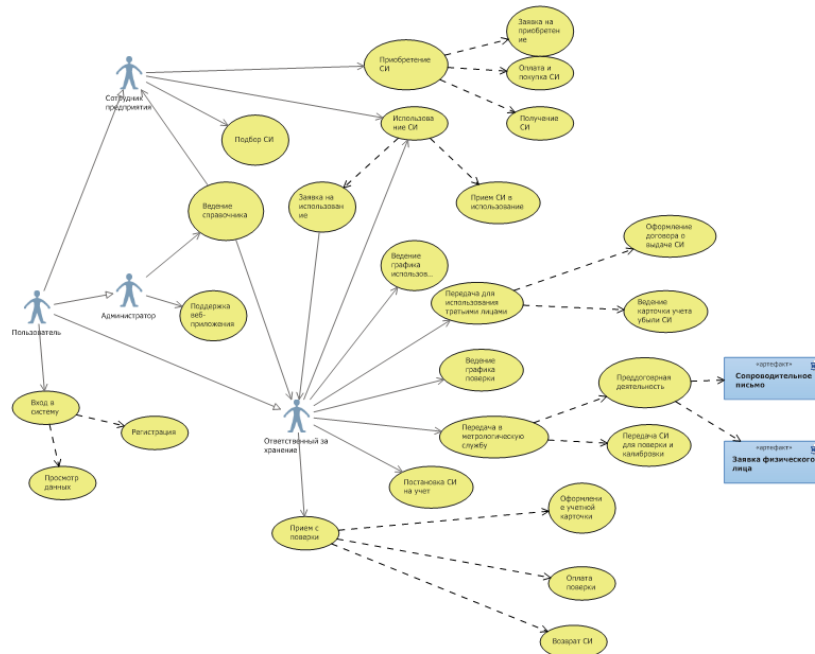 Заявка на
приобретен
ие
Приобретение
СИ
Оплата и
покупка СИ
Сотрудник
предприятия
Получение
СИ
Использова
ние СИ
Подбор СИ
Заявка на
использован
ие
Прием СИ в
использование
Ведение
справочника
Оформление
договора о
выдаче СИ
Ведение
графика
использов...
Передача для
использования
третьими лицами
Пользователь
Администратор
Поддержка
веб-
приложения
Ведание
карточки учета
убыли СИ
Ведение
графика
поверки
Преддогоерная
деятельность
«артефакт»
Сопроводительное
письмо
Вход в
систему
Регистрация
Ответственный за
хранение
Передача в
метрологическую
службу
Передача СИ
для поверки и
калибровки
«артефакт»
Заявка физического
лица
Просмотр
данных
Постановка СИ
на учет
Оформлени
е учетной
карточки
Прием с
поверки
Оплата
поверки
Возврат СИ